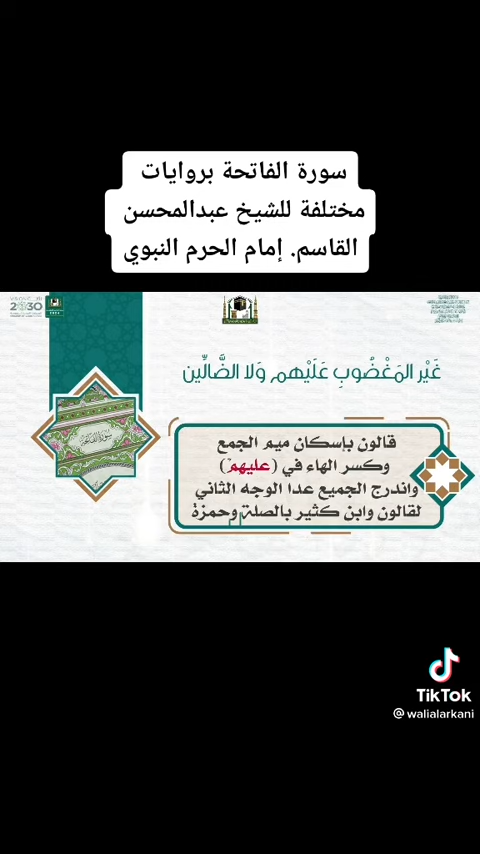 سورة الفاتحة بروايات
مختلفة للشيخ عبدالمحسن
القاسم. إمام الحرم النبوي
2030
غَيْرِ المَغْضُوبِ عَلَيْهِمْ وَلا الضَّالِّين
قالون بإسكان ميم الجمع
وكسر الهاء في (عليهمْ)
واندرج الجميع عدا الوجه الثاني
لقالون وابن كثير بالصلة وحمزة
TikTok
@walialarkani